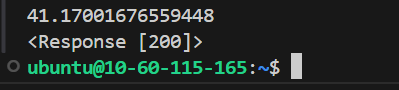 41.17001676559448
<Response [200]>
ubuntu@10-60-115-165:~$